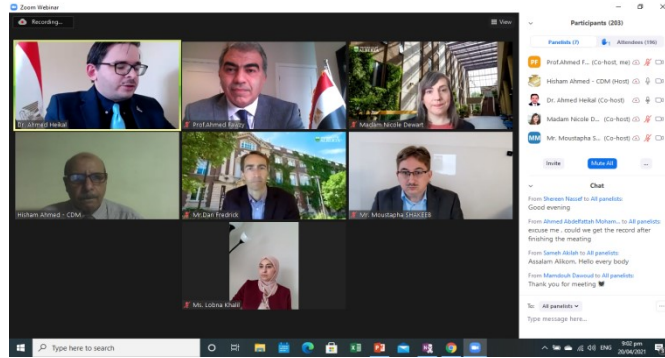 Zoom Webinar
Recording...
View
Dr. Ahmed Heikal
Prof.Ahmed Fawzy
Madam Nicole Dewart
Hisham Ahmed - CDM
Mr.Dan Fredrick
Mr. Moustapha SHAKEEB
Ms. Lobna Khalil
Participants (203)
Panelists (7)
Attendees (196)
PF Prof.Ahmed F... (Co-host, me)
Hisham Ahmed - CDM (Host)
Dr. Ahmed Heikal (Co-host)
Madam Nicole D... (Co-host)
MM Mr. Moustapha S... (Co-host)
Invite
Mute All
...
Chat
From Shereen Nassef to All panelists:
Good evening
From Ahmed Abdelfattah Misham... to All panelists:
excuse me . could we get the record after
finishing the meating
From Sameh Akilah to All panelists:
Assalam Alikom. Hello every body
From Mamdouh Dawoud to All panelists:
Thank you for meeting
To: All panelists
Type message here...
Type here to search
ENG
9:02 pm
20/04/2021